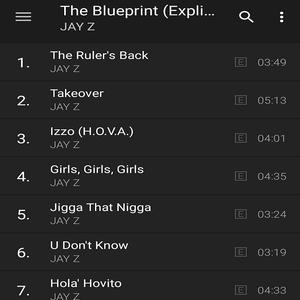 The Blueprint (Expli...
JAY Z
1. The Ruler's Back E 03:49
JAY Z
2. Takeover E 05:13
JAY Z
3. Izzo (H.O.V.A.) E 04:01
JAY Z
4. Girls, Girls, Girls E 04:35
JAY Z
5. Jigga That Nigga E 03:24
JAY Z
6. U Don't Know E 03:19
JAY Z
7. Hola' Hovito E 04:33
JAY Z